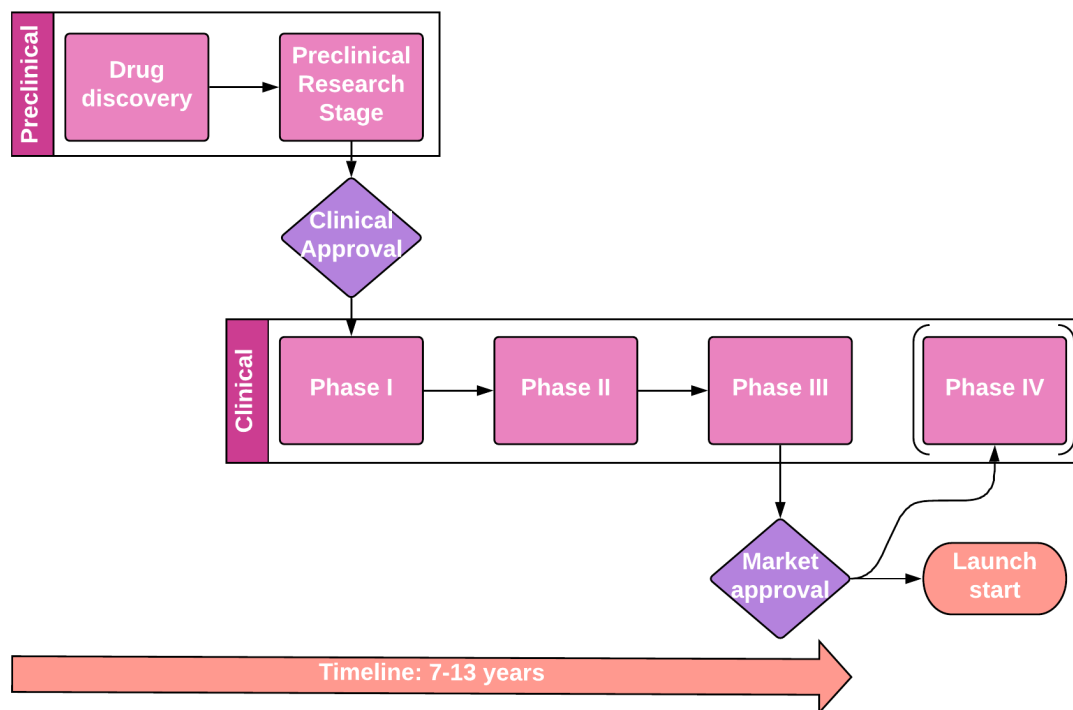 Preclinical
Drug
discovery
Preclinical
Research
Stage
Clinical
Approval
Clinical
Phase I
Phase II
Phase III
Phase IV
Market
approval
Launch
start
Timeline: 7-13 years